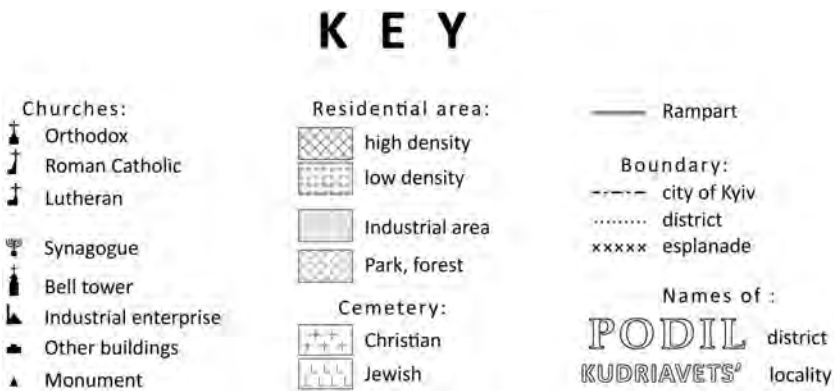 K E Y
Churches:
Orthodox
Roman Catholic
Lutheran
Synagogue
Bell tower
Industrial enterprise
Other buildings
Monument
Residential area:
high density
low density
Industrial area
Park, forest
Cemetery:
Christian
Jewish
Rampart
Boundary:
city of Kyiv
district
esplanade
Names of :
PODIL district
KUDRIAVETS' locality